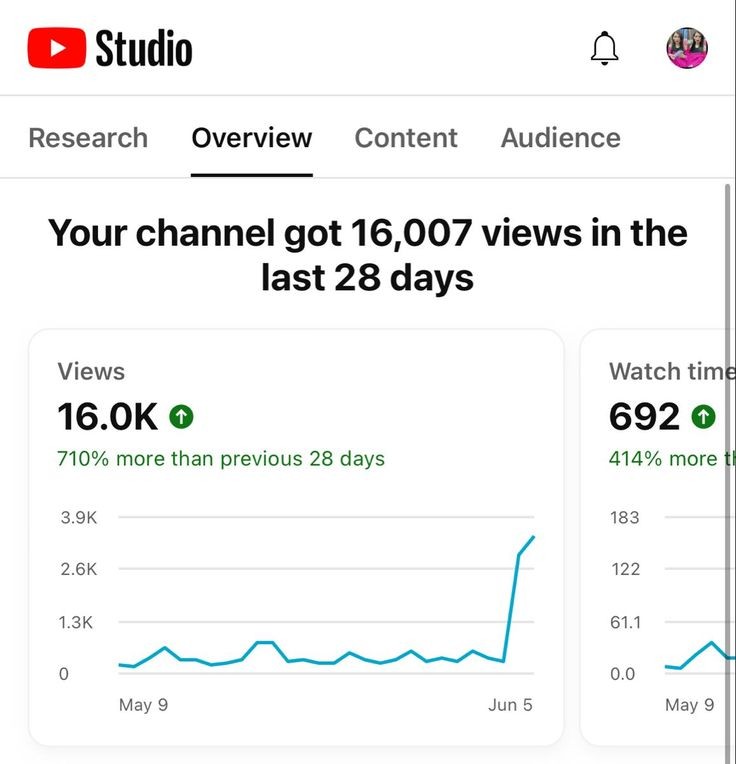 Studio
Research Overview Content Audience
Your channel got 16,007 views in the
last 28 days
Views
16.0K
710% more than previous 28 days
3.9K
2.6K
1.3K
0
May 9 Jun 5
Watch time
692
414% more
183
122
61.1
0.0
May 9